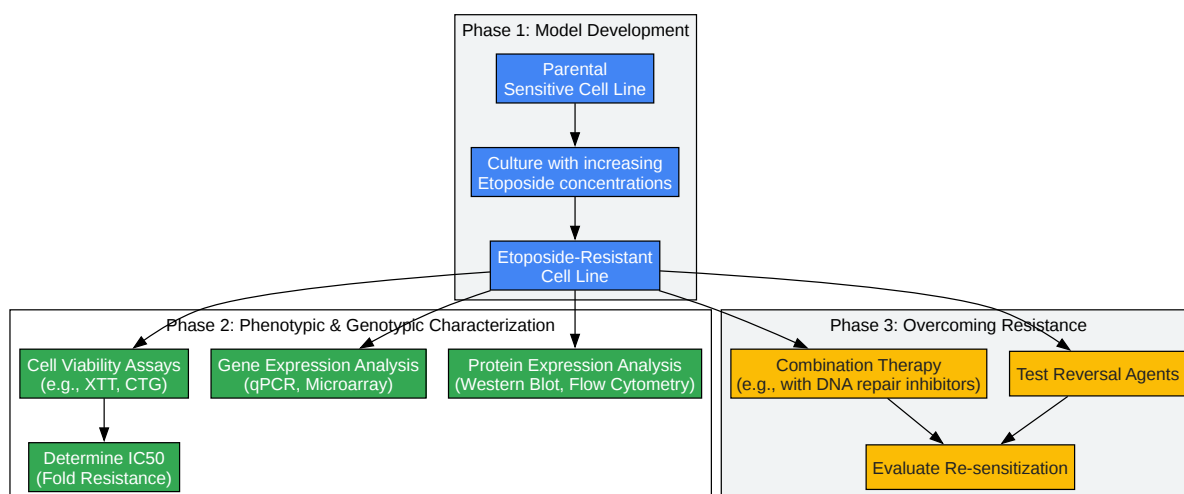 Phase 1: Model Development
Parental
Sensitive Cell Line
Culture with increasing
Etoposide concentrations
Etoposide-Resistant
Cell Line
Phase 2: Phenotypic & Genotypic Characterization
Cell Viability Assays
(e.g., XTT, CTG)
Gene Expression Analysis
(qPCR, Microarray)
Protein Expression Analysis
(Western Blot, Flow Cytometry)
Determine IC50
(Fold Resistance)
Phase 3: Overcoming Resistance
Combination Therapy
(e.g., with DNA repair inhibitors)
Test Reversal Agents
Evaluate Re-sensitization